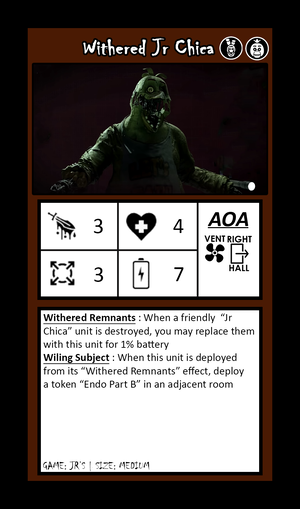 Withered Jr Chica
3 4 AOA
VENT RIGHT
HALL
3 7
Withered Remnants : When a friendly "Jr
Chica" unit is destroyed, you may replace them
with this unit for 1% battery
Wiling Subject : When this unit is deployed
from its "Withered Remnants" effect, deploy
a token "Endo Part B" in an adjacent room
GAME: JR'S | SIZE: MEDIUM